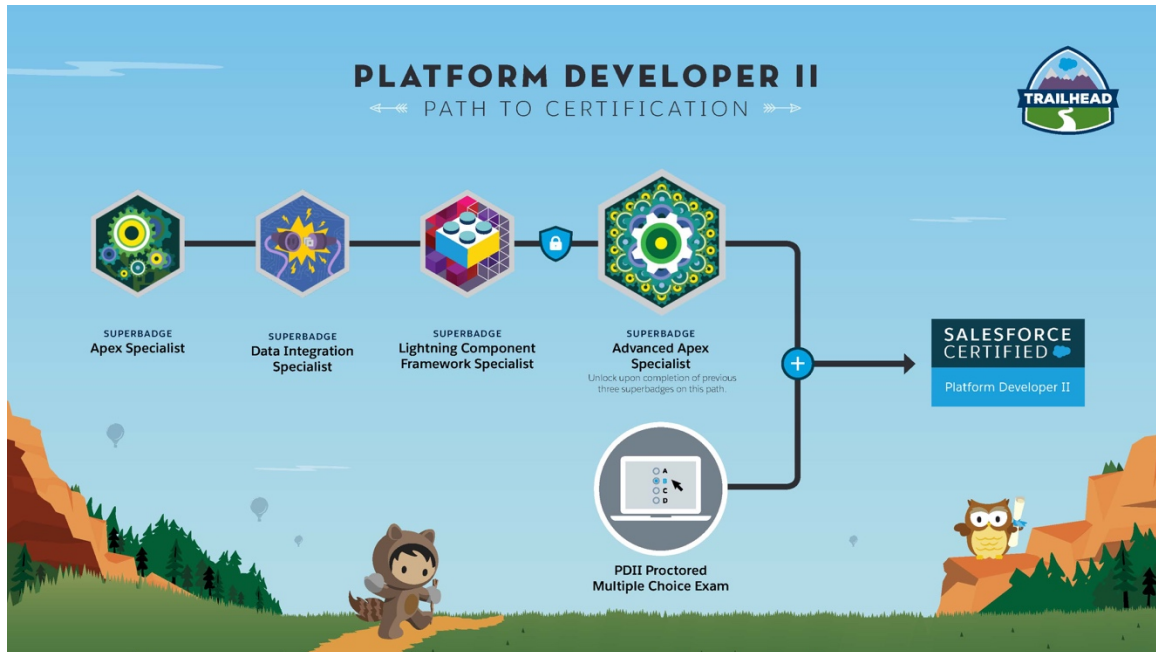 PLATFORM DEVELOPER II
PATH TO CERTIFICATION
TRAILHEAD
SUPERBADGE
Apex Specialist
SUPERBADGE
Data Integration
Specialist
SUPERBADGE
Lightning Component
Framework Specialist
SUPERBADGE
Advanced Apex
Specialist
Unlock upon completion of previous
three superbadges on this path.
SALESFORCE
CERTIFIED
Platform Developer II
A
B
C
D
PDII Proctored
Multiple Choice Exam